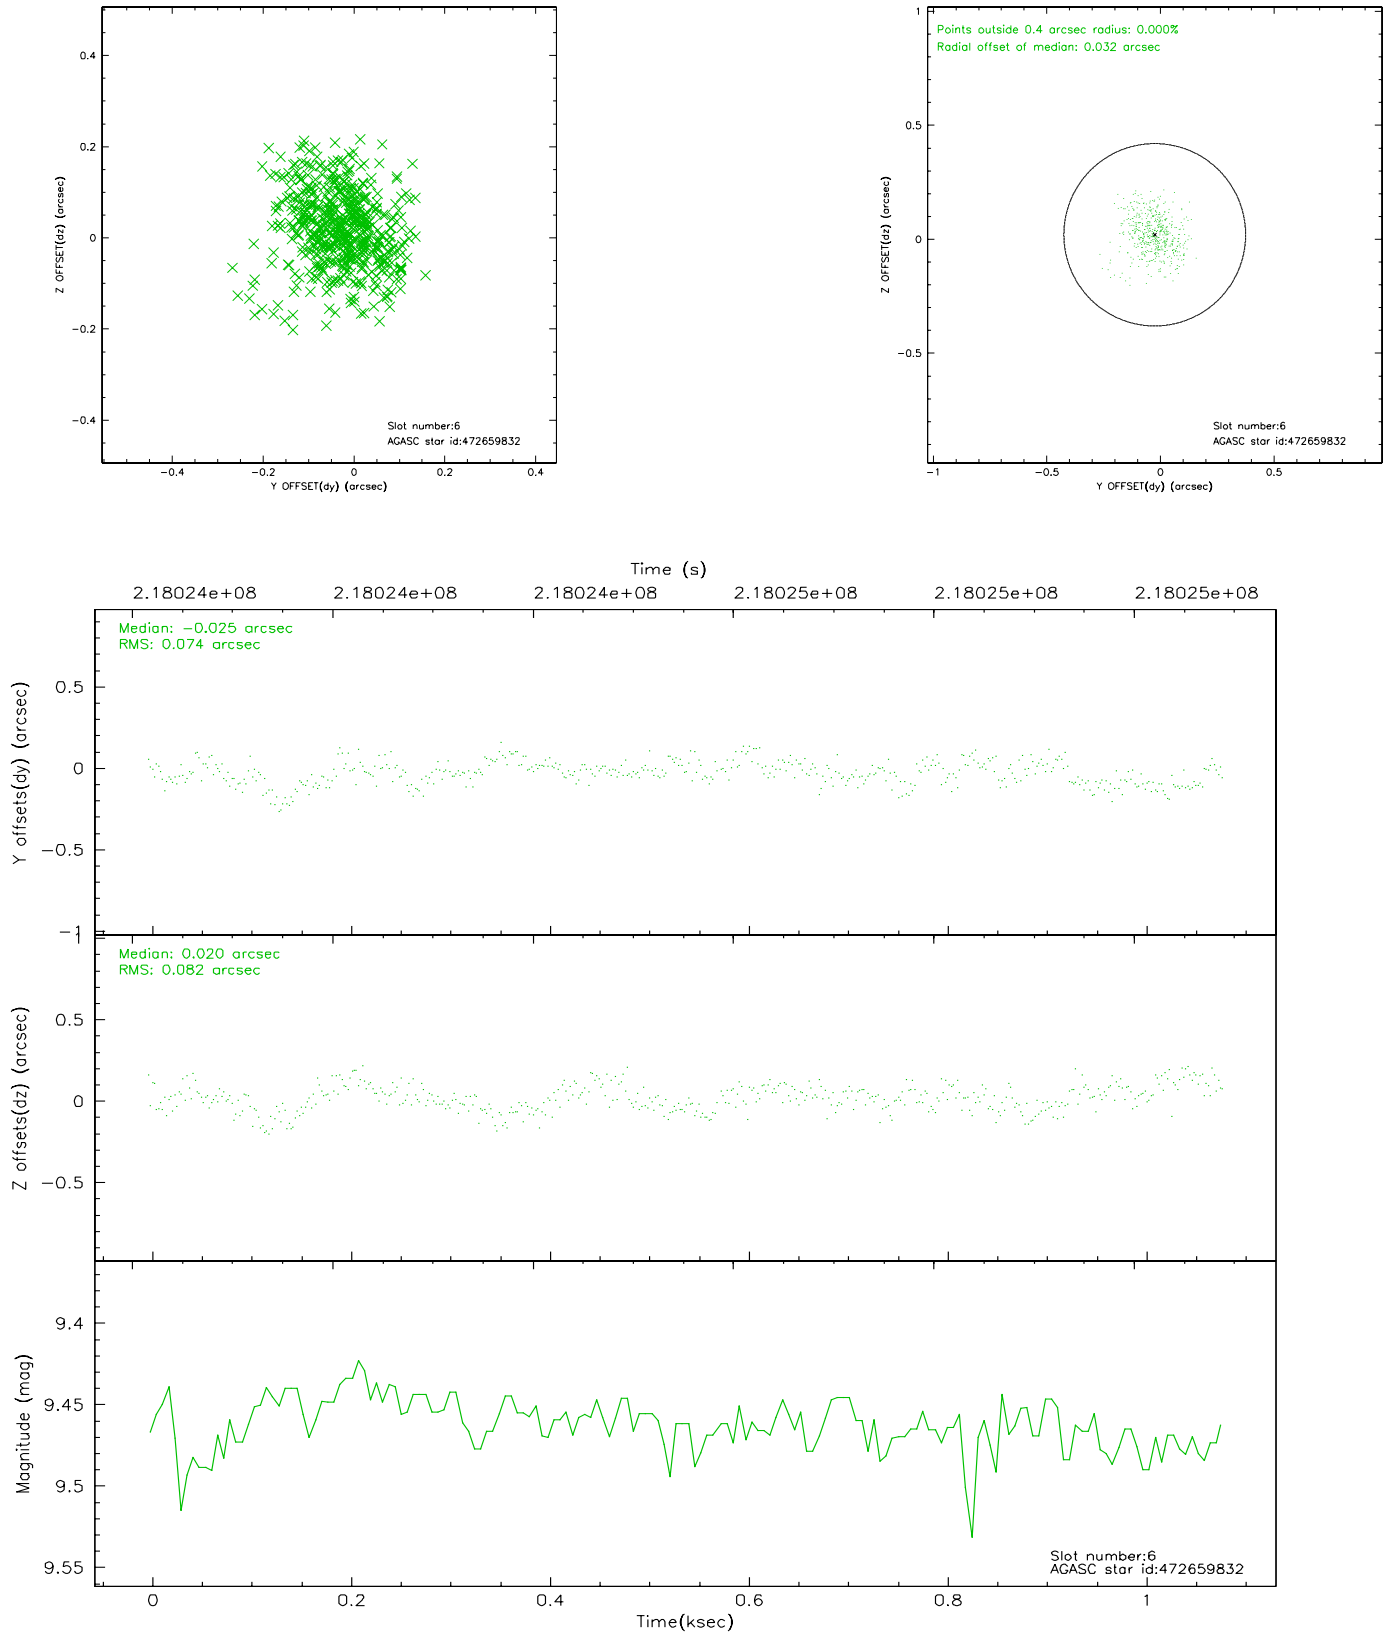 0.4
0.2
0
−0.2
−0.4
Z OFFSET(dz) (arcsec)
Slot number:6
AGASC star id:472659832
−0.4 −0.2 0 0.2 0.4
Y OFFSET(dy) (arcsec)
Points outside 0.4 arcsec radius: 0.000%
Radial offset of median: 0.032 arcsec
1
0.5
0
−0.5
Z OFFSET(dz) (arcsec)
Slot number:6
AGASC star id:472659832
−1 −0.5 0 0.5
Y OFFSET(dy) (arcsec)
Time (s)
2.18024e+08 2.18024e+08 2.18024e+08 2.18025e+08 2.18025e+08 2.18025e+08
Median: −0.025 arcsec
RMS: 0.074 arcsec
0.5
0
−0.5
−1
Y offsets(dy) (arcsec)
1
Median: 0.020 arcsec
RMS: 0.082 arcsec
0.5
0
−0.5
Z offsets(dz) (arcsec)
9.4
9.45
9.5
9.55
Magnitude (mag)
Slot number:6
AGASC star id:472659832
0 0.2 0.4 0.6 0.8 1
Time(ksec)